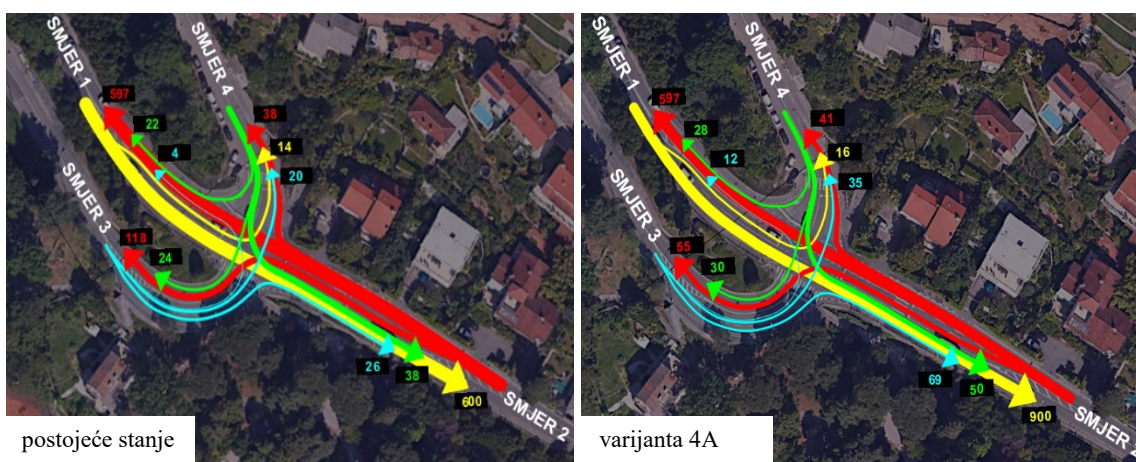 SMJER 1
SMJER 4
597
22
4
38
14
20
SMJER 3
118
24
26
38
600
SMJER 2
postojeće stanje
SMJER 1
SMJER 4
597
28
12
41
16
35
SMJER 3
55
30
69
50
900
SMJER
varijanta 4A